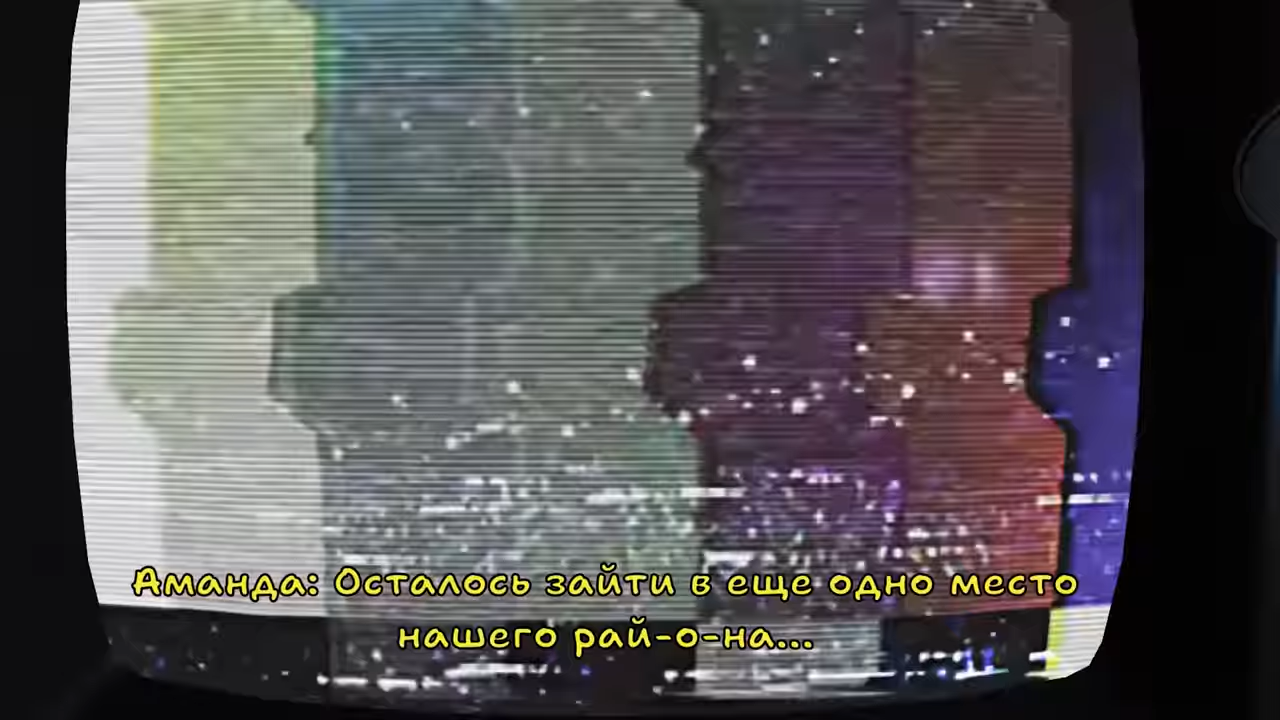 Аманда: Осталось зайти в еще одно место
нашего рай-о-на...